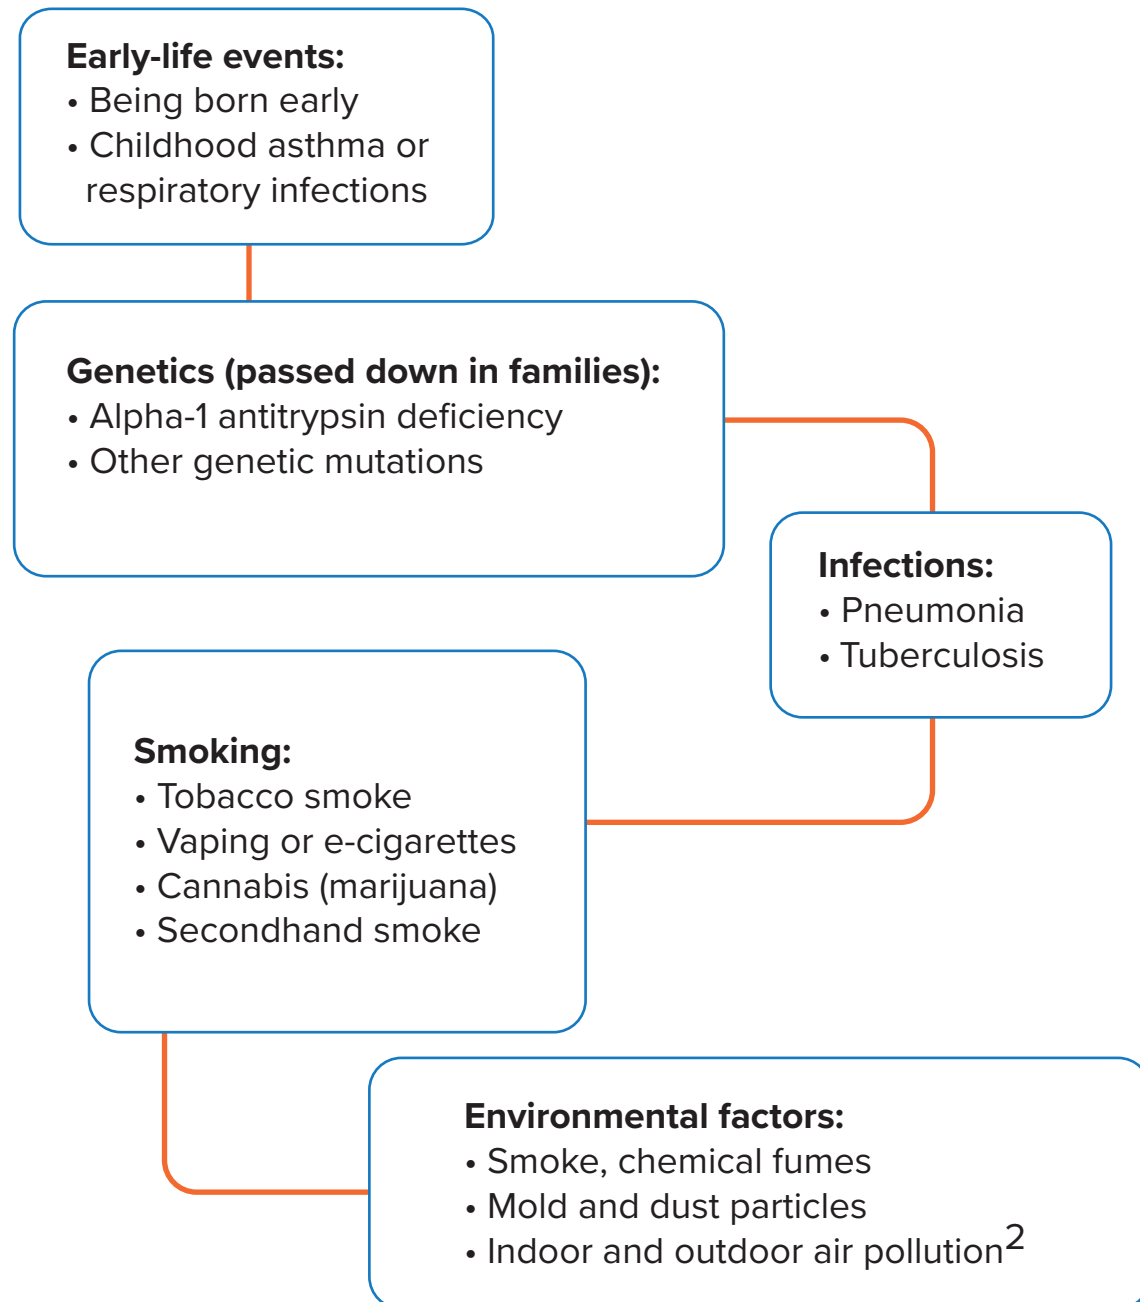 Early-life events:
• Being born early
• Childhood asthma or
respiratory infections
Genetics (passed down in families):
• Alpha-1 antitrypsin deficiency
• Other genetic mutations
Infections:
• Pneumonia
• Tuberculosis
Smoking:
• Tobacco smoke
• Vaping or e-cigarettes
• Cannabis (marijuana)
• Secondhand smoke
Environmental factors:
• Smoke, chemical fumes
• Mold and dust particles
• Indoor and outdoor air pollution2